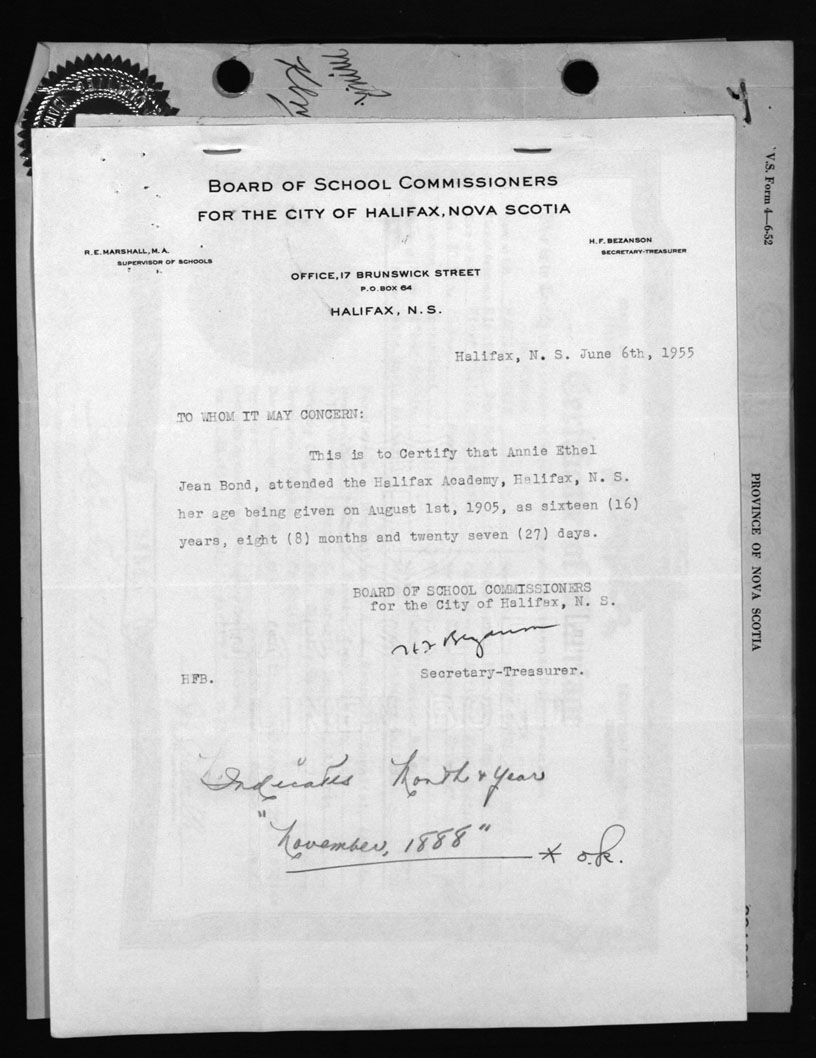 BOARD OF SCHOOL COMMISSIONERS
FOR THE CITY OF HALIFAX, NOVA SCOTIA
R. E. MARSHALL, M. A.
SUPERVISOR OF SCHOOLS
H. F. BEZANSON
SECRETARY-TREASURER
OFFICE, 17 BRUNSWICK STREET
P. O. BOX 64
HALIFAX, N. S.
Halifax, N. S. June 6th, 1955
TO WHOM IT MAY CONCERN:
This is to Certify that Annie Ethel
Jean Bond, attended the Halifax Academy, Halifax, N. S.
her age being given on August 1st, 1905, as sixteen (16)
years, eight (8) months and twenty seven (27) days.
BOARD OF SCHOOL COMMISSIONERS
for the City of Halifax, N. S.
H F Bezanson
Secretary-Treasurer.
HFB.
Indicates Month & Year
"November, 1888" * o.k.
V.S. Form 4—6-52
PROVINCE OF NOVA SCOTIA